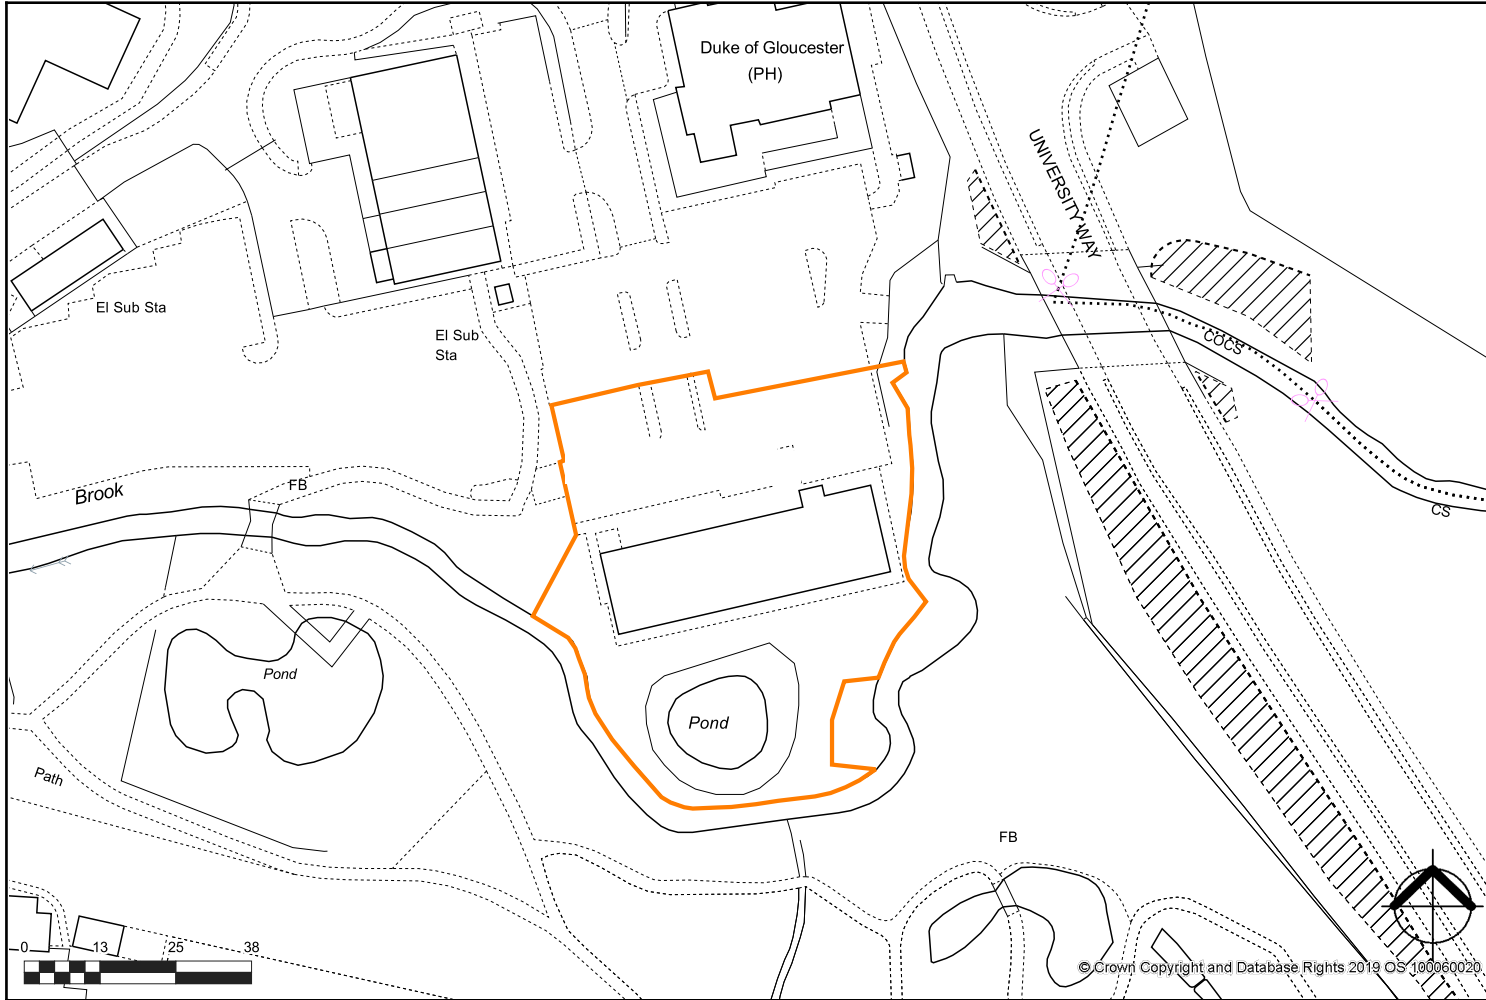 Duke of Gloucester
(PH)
UNIVERSITY WAY
El Sub Sta
El Sub
Sta
COCS
Brook
FB
CS
Pond
Pond
Path
FB
0 13 25 38
© Crown Copyright and Database Rights 2019 OS 100060020